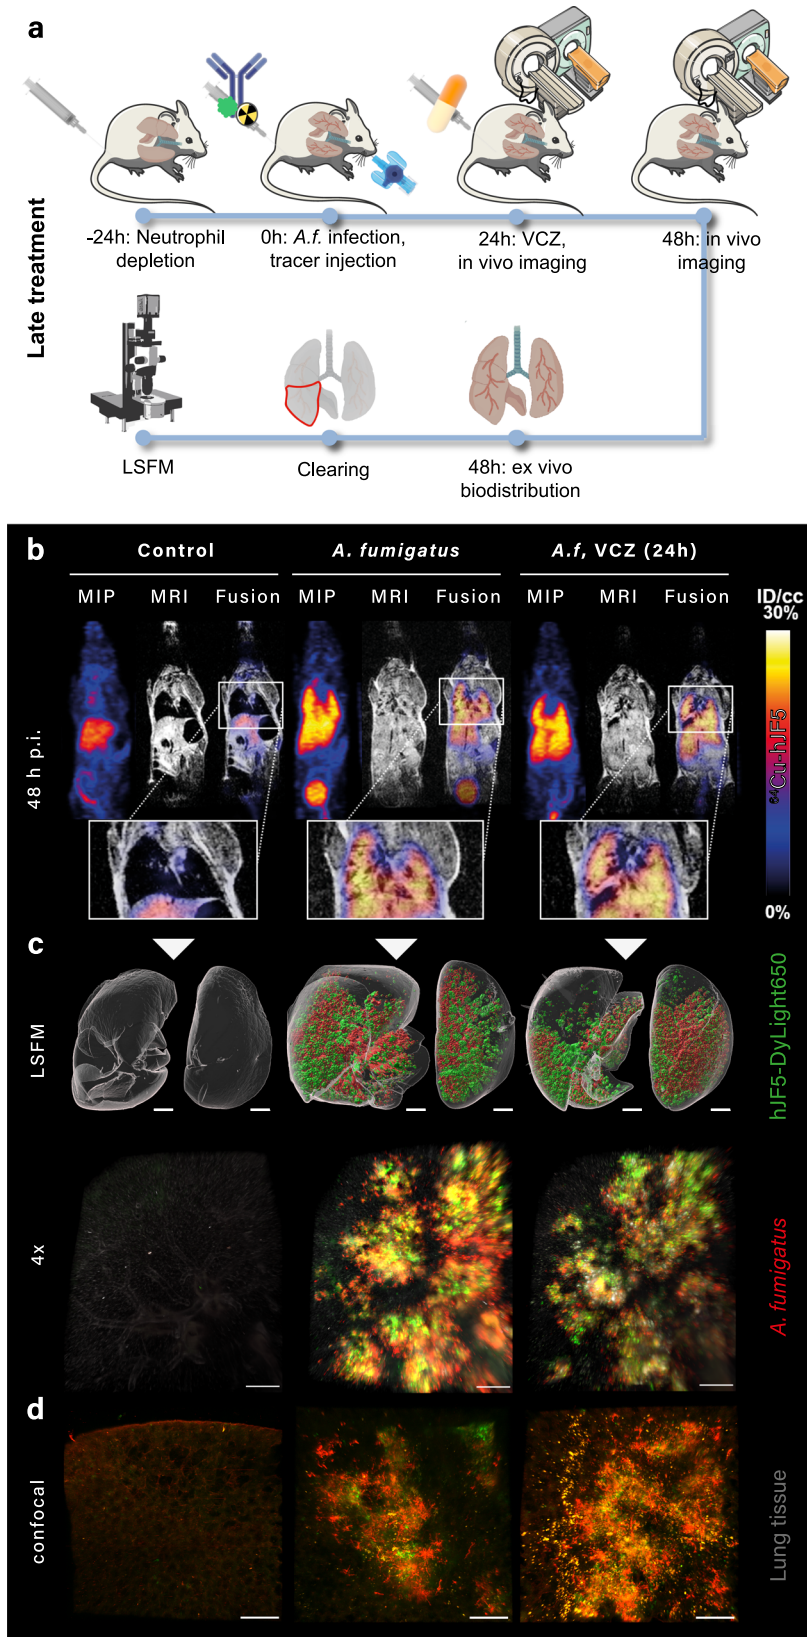 a
Late treatment
-24h: Neutrophil
depletion
0h: A.f. infection,
tracer injection
24h: VCZ,
in vivo imaging
48h: in vivo
imaging
LSFM
Clearing
48h: ex vivo
biodistribution
b
Control
A. fumigatus
A.f, VCZ (24h)
MIP MRI Fusion MIP MRI Fusion MIP MRI Fusion
ID/cc
30%
⁶⁴Cu-hJF5
0%
48 h p.i.
c
LSFM
hJF5-DyLight650
4x
A. fumigatus
d
confocal
Lung tissue